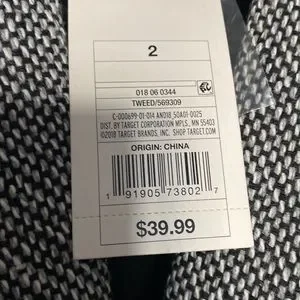 2
018 06 0344
TWEED/569309
C-000699-01-014 AND18_50A01-0025
DIST. BY TARGET CORPORATION MPLS., MN 55403
©2018 TARGET BRANDS, INC. SHOP TARGET.COM
ORIGIN: CHINA
1 91905 73802 7
$39.99